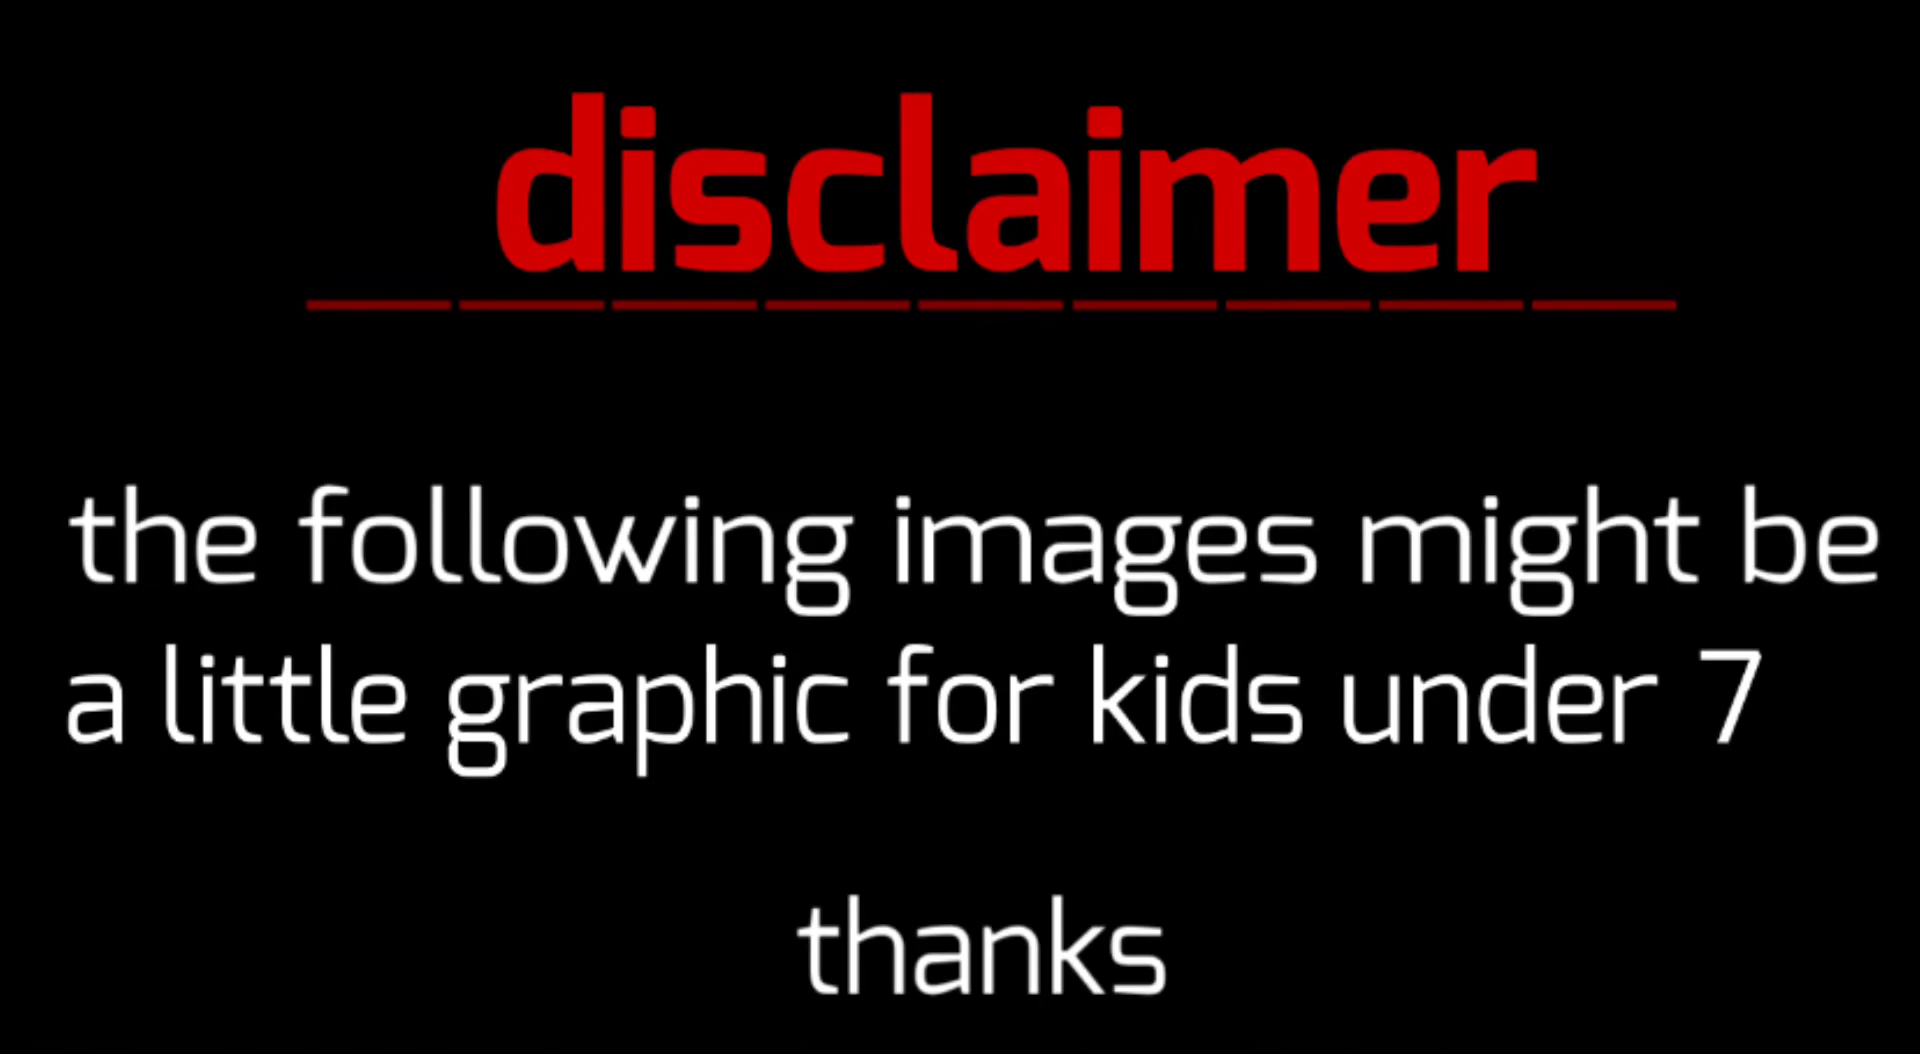 disclaimer
the following images might be
a little graphic for kids under 7
thanks